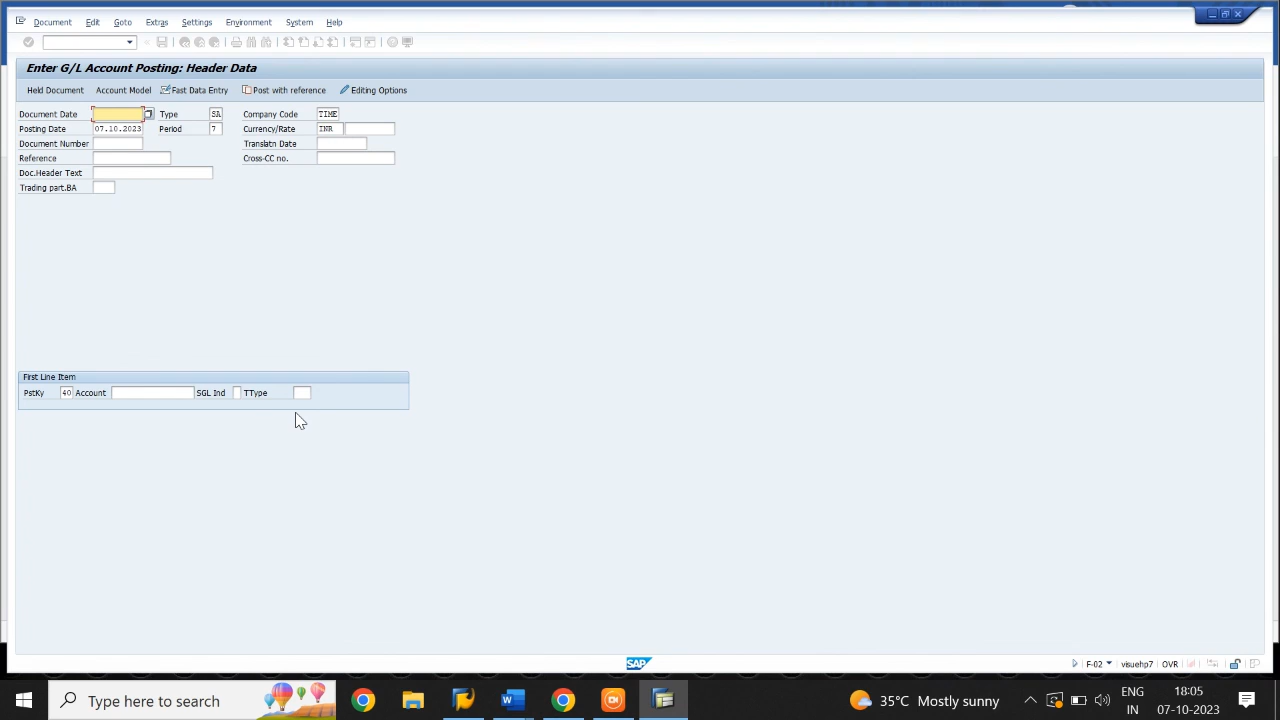 Document Edit Goto Extras Settings Environment System Help
Enter G/L Account Posting: Header Data
Held Document Account Model Fast Data Entry Post with reference Editing Options
Document Date Type SA Company Code TIME
Posting Date 07.10.2023 Period 7 Currency/Rate INR
Document Number Translatn Date
Reference Cross-CC no.
Doc.Header Text
Trading part.BA
First Line Item
PstKy 40 Account SGL Ind TType
SAP
F-02 visuehp7 OVR
Type here to search 35°C Mostly sunny ENG IN 18:05 07-10-2023